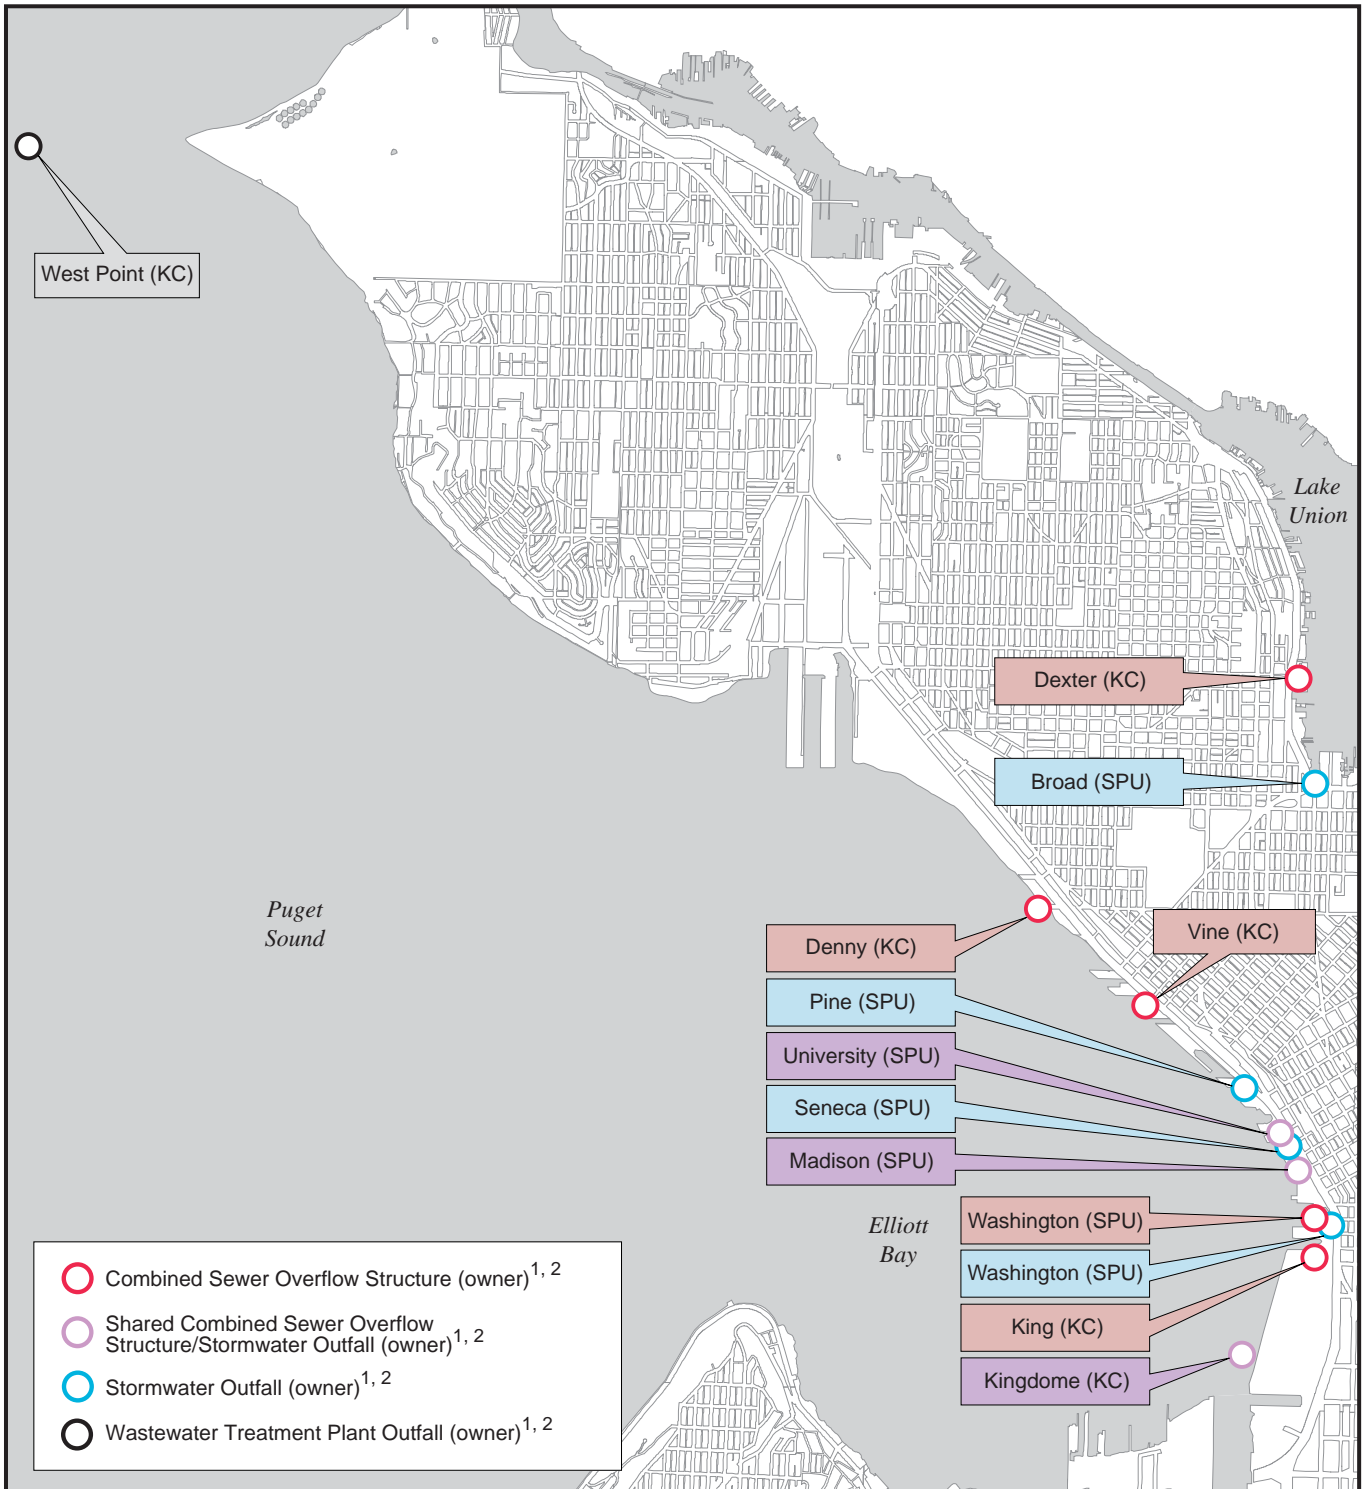 West Point (KC)
Lake
Union
Dexter (KC)
Broad (SPU)
Puget
Sound
Vine (KC)
Denny (KC)
Pine (SPU)
University (SPU)
Seneca (SPU)
Madison (SPU)
Elliott
Bay
Washington (SPU)
Washington (SPU)
King (KC)
Kingdome (KC)
Combined Sewer Overflow Structure (owner)1, 2
Shared Combined Sewer Overflow
Structure/Stormwater Outfall (owner)1, 2
Stormwater Outfall (owner)1, 2
Wastewater Treatment Plant Outfall (owner)1, 2